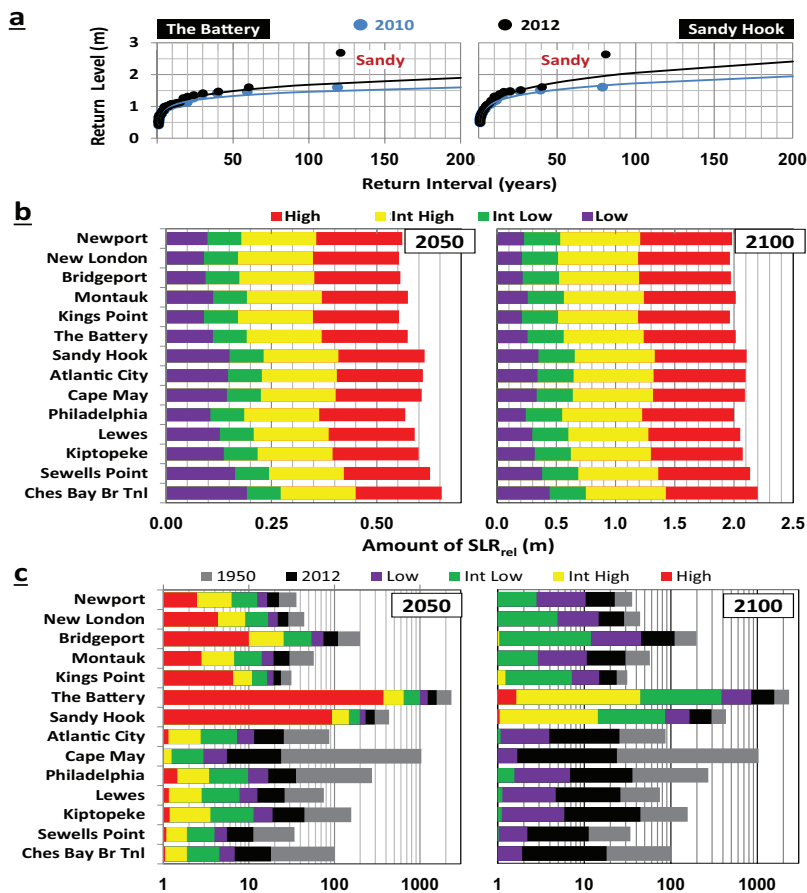 a
The Battery
2010
2012
Sandy Hook
Return Level (m)
3
2
1
0
Sandy
Sandy
50
100
150
200
50
100
150
200
Return Interval (years)
b
High
Int High
Int Low
Low
2050
2100
Newport
New London
Bridgeport
Montauk
Kings Point
The Battery
Sandy Hook
Atlantic City
Cape May
Philadelphia
Lewes
Kiptopeke
Sewells Point
Ches Bay Br Tnl
0.00
0.25
0.50
0.0
0.5
1.0
1.5
2.0
2.5
Amount of SLRrel (m)
c
1950
2012
Low
Int Low
Int High
High
2050
2100
Newport
New London
Bridgeport
Montauk
Kings Point
The Battery
Sandy Hook
Atlantic City
Cape May
Philadelphia
Lewes
Kiptopeke
Sewells Point
Ches Bay Br Tnl
1
10
100
1000
1
10
100
1000